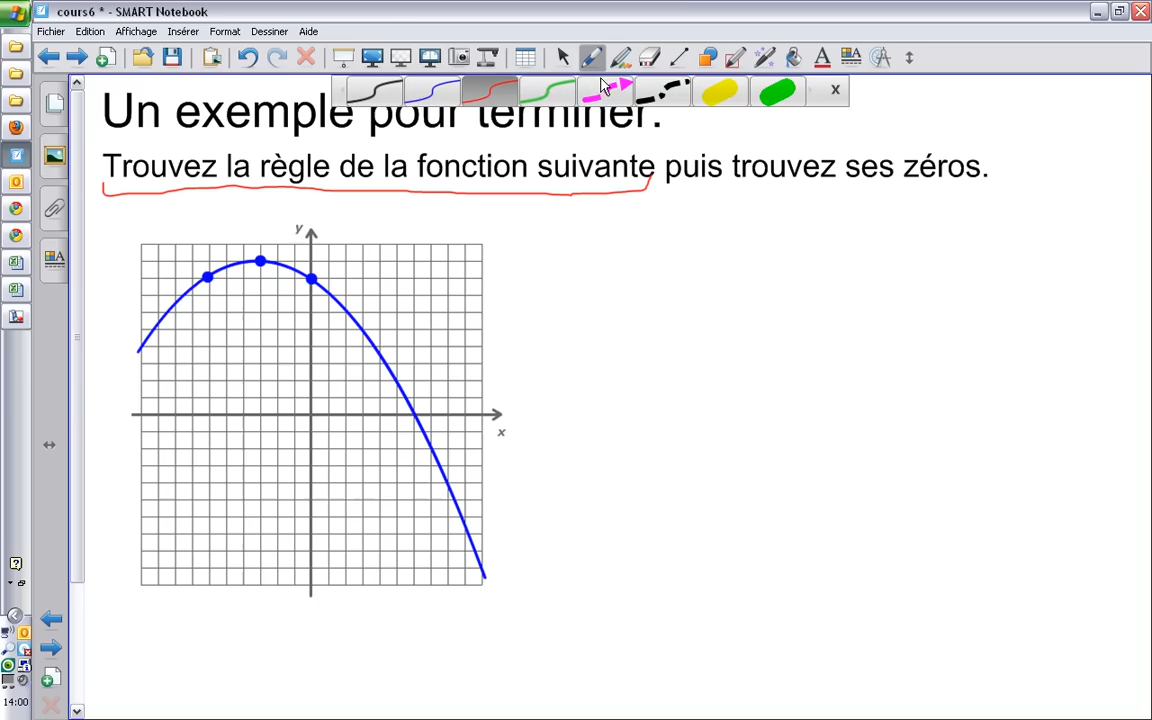 cours6 * - SMART Notebook
Fichier Edition Affichage Insérer Format Dessiner Aide
Un exemple pour terminer:
Trouvez la règle de la fonction suivante puis trouvez ses zéros.
y
x
14:00